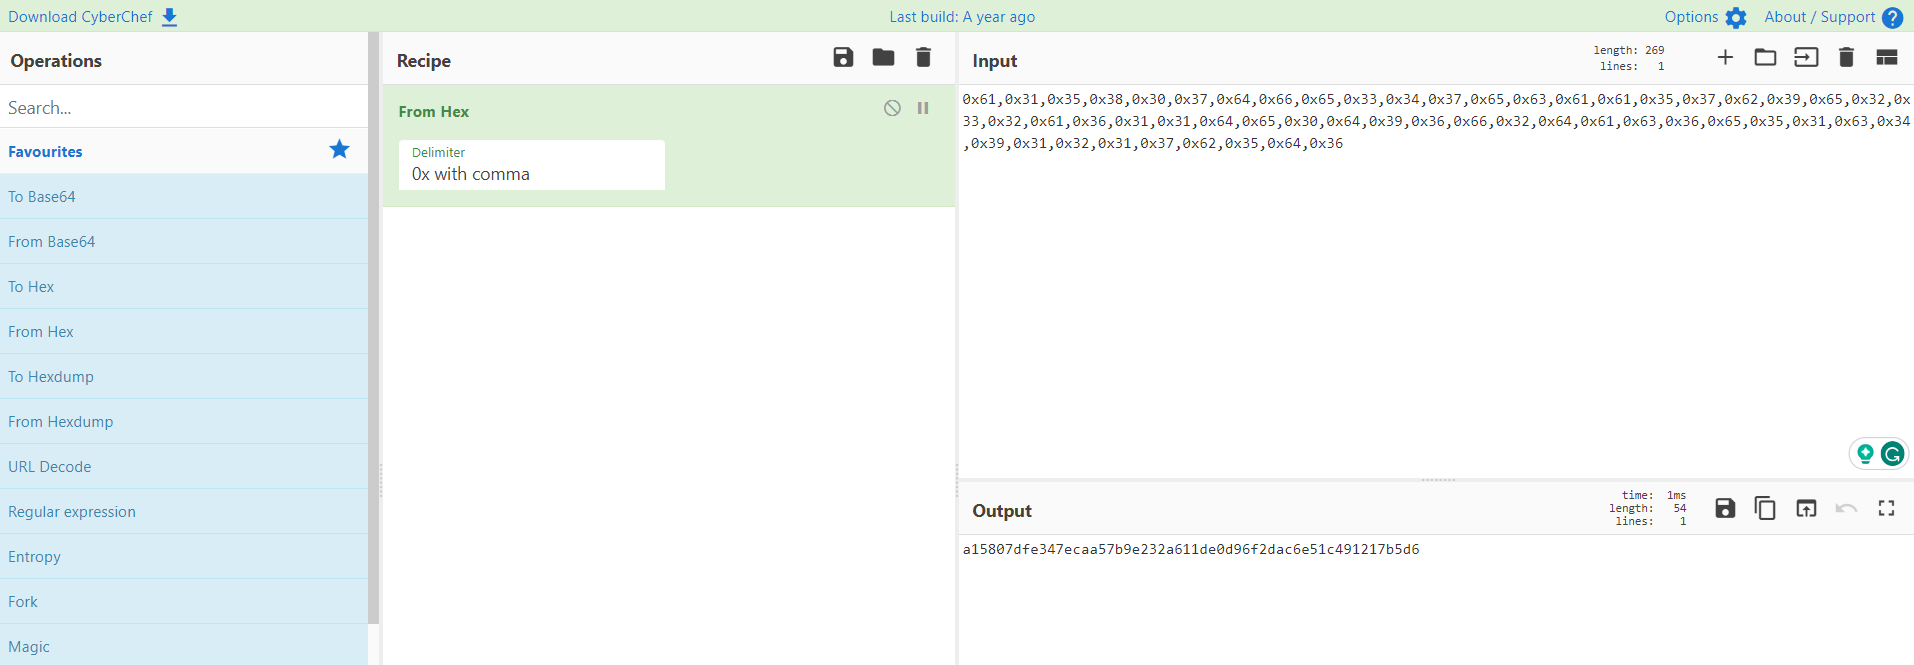 Download CyberChef
Last build: A year ago
Options
About / Support
Operations
Search...
Favourites
To Base64
From Base64
To Hex
From Hex
To Hexdump
From Hexdump
URL Decode
Regular expression
Entropy
Fork
Magic
Recipe
From Hex
Delimiter
0x with comma
Input
length: 269
lines: 1
0x61,0x31,0x35,0x38,0x30,0x37,0x64,0x66,0x65,0x33,0x34,0x37,0x65,0x63,0x61,0x61,0x35,0x37,0x62,0x39,0x65,0x32,0x
33,0x32,0x61,0x36,0x31,0x31,0x64,0x65,0x30,0x64,0x39,0x36,0x66,0x32,0x64,0x61,0x63,0x36,0x65,0x35,0x31,0x63,0x34
,0x39,0x31,0x32,0x31,0x37,0x62,0x35,0x64,0x36
Output
time: 1ms
length: 54
lines: 1
a15807dfe347ecaa57b9e232a611de0d96f2dac6e51c491217b5d6